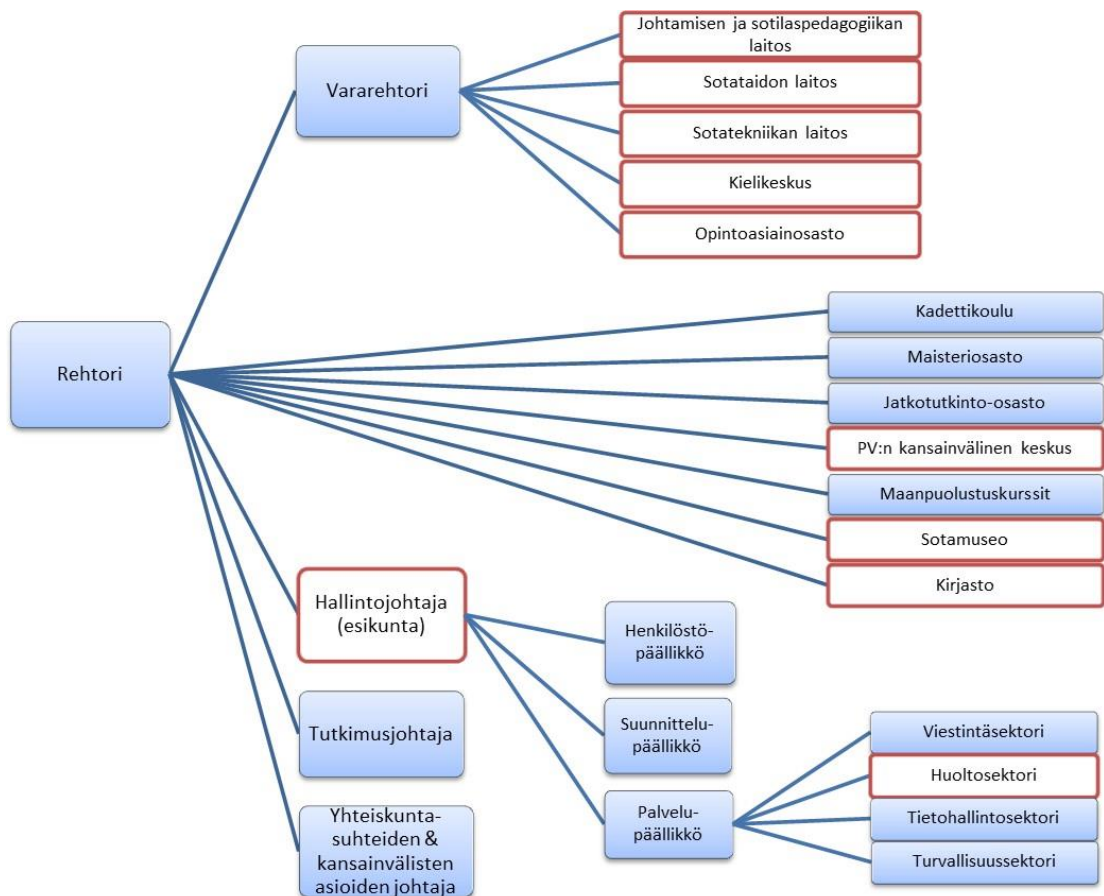 Johtamisen ja sotilaspedagogiikan
laitos
Sotataidon laitos
Vararehtori
Sotatekniikan laitos
Kielikeskus
Opintoasiainosasto
Rehtori
Kadettikoulu
Maisteriosasto
Jatkotutkinto-osasto
PV:n kansainvälinen keskus
Maanpuolustuskurssit
Sotamuseo
Kirjasto
Hallintojohtaja
(esikunta)
Henkilöstö-
päällikkö
Suunnittelu-
päällikkö
Palvelu-
päällikkö
Viestintäsektori
Huoltosektori
Tietohallintosektori
Turvallisuussektori
Tutkimusjohtaja
Yhteiskunta-
suhteiden &
kansainvälisten
asioiden johtaja